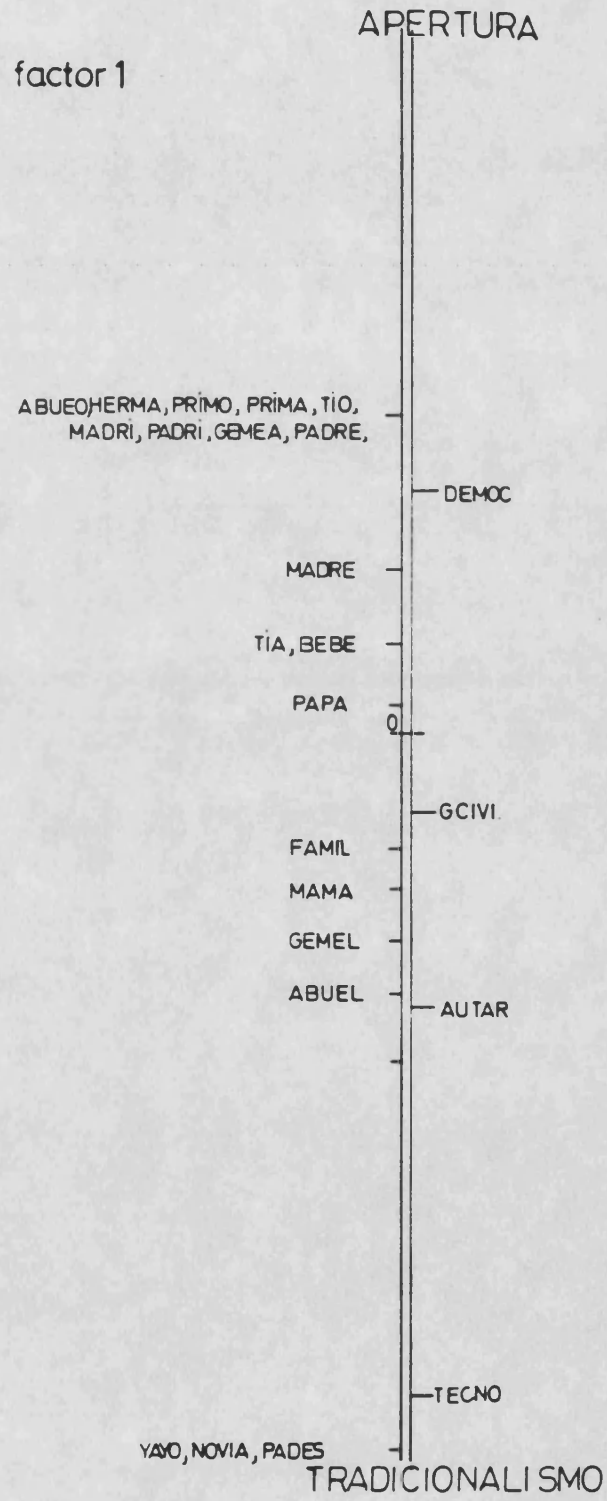 APERTURA
factor 1
ABUEO,HERMA, PRIMO, PRIMA, TIO,
MADRI, PADRI, GEMEA, PADRE,
DEMOC
MADRE
TIA, BEBE
PAPA
0
GCIVI
FAMIL
MAMA
GEMEL
ABUEL
AUTAR
TECNO
YAYO, NOVIA, PADES
TRADICIONALISMO